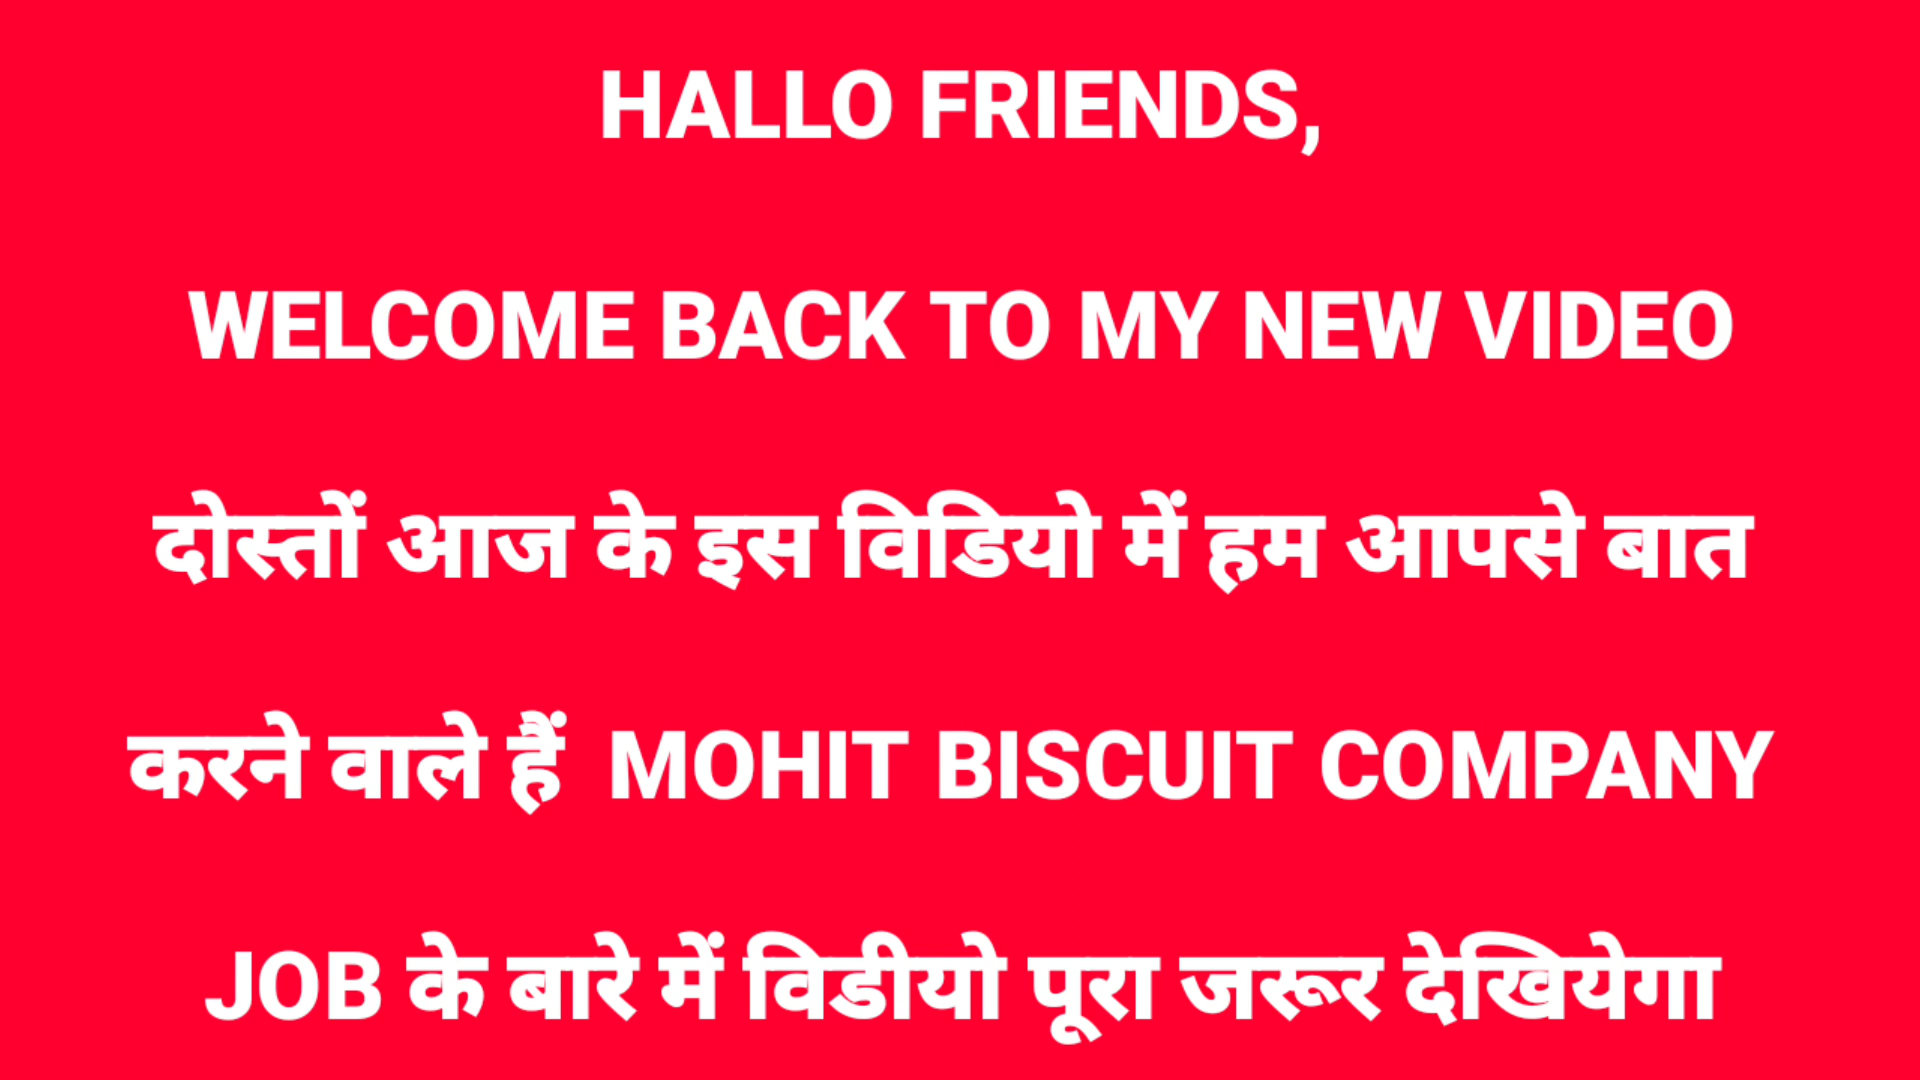 HALLO FRIENDS,
WELCOME BACK TO MY NEW VIDEO
दोस्तों आज के इस विडियो में हम आपसे बात
करने वाले हैं MOHIT BISCUIT COMPANY
JOB के बारे में विडीयो पूरा जरूर देखियेगा